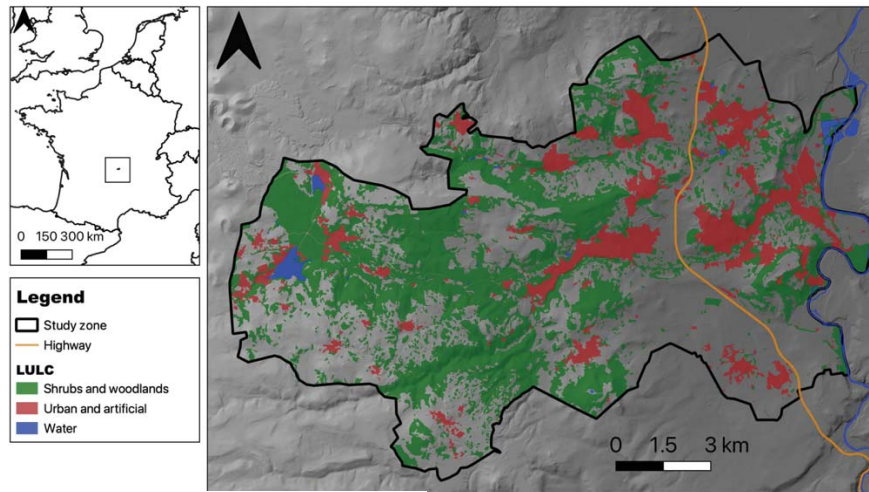 0 150 300 km
Legend
Study zone
Highway
LULC
Shrubs and woodlands
Urban and artificial
Water
0 1.5 3 km